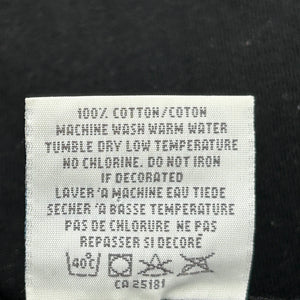 100% COTTON/COTON
MACHINE WASH WARM WATER
TUMBLE DRY LOW TEMPERATURE
NO CHLORINE. DO NOT IRON
IF DECORATED
LAVER 'A MACHINE EAU TIEDE
SECHER 'A BASSE TEMPERATURE
PAS DE CHLORURE NE PAS
REPASSER SI DECORÉ
40°
CA 25181